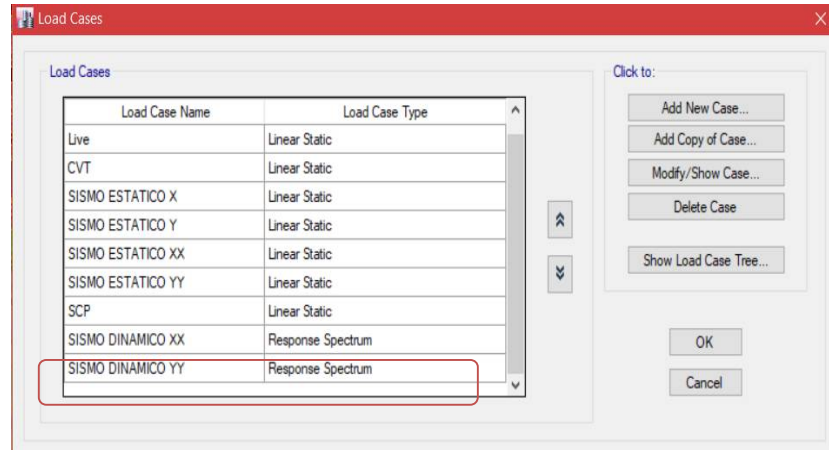 Load Cases
Load Cases
Click to:
Load Case Name Load Case Type
Live Linear Static
CVT Linear Static
SISMO ESTATICO X Linear Static
SISMO ESTATICO Y Linear Static
SISMO ESTATICO XX Linear Static
SISMO ESTATICO YY Linear Static
SCP Linear Static
SISMO DINAMICO XX Response Spectrum
SISMO DINAMICO YY Response Spectrum
Add New Case...
Add Copy of Case...
Modify/Show Case...
Delete Case
Show Load Case Tree...
OK
Cancel